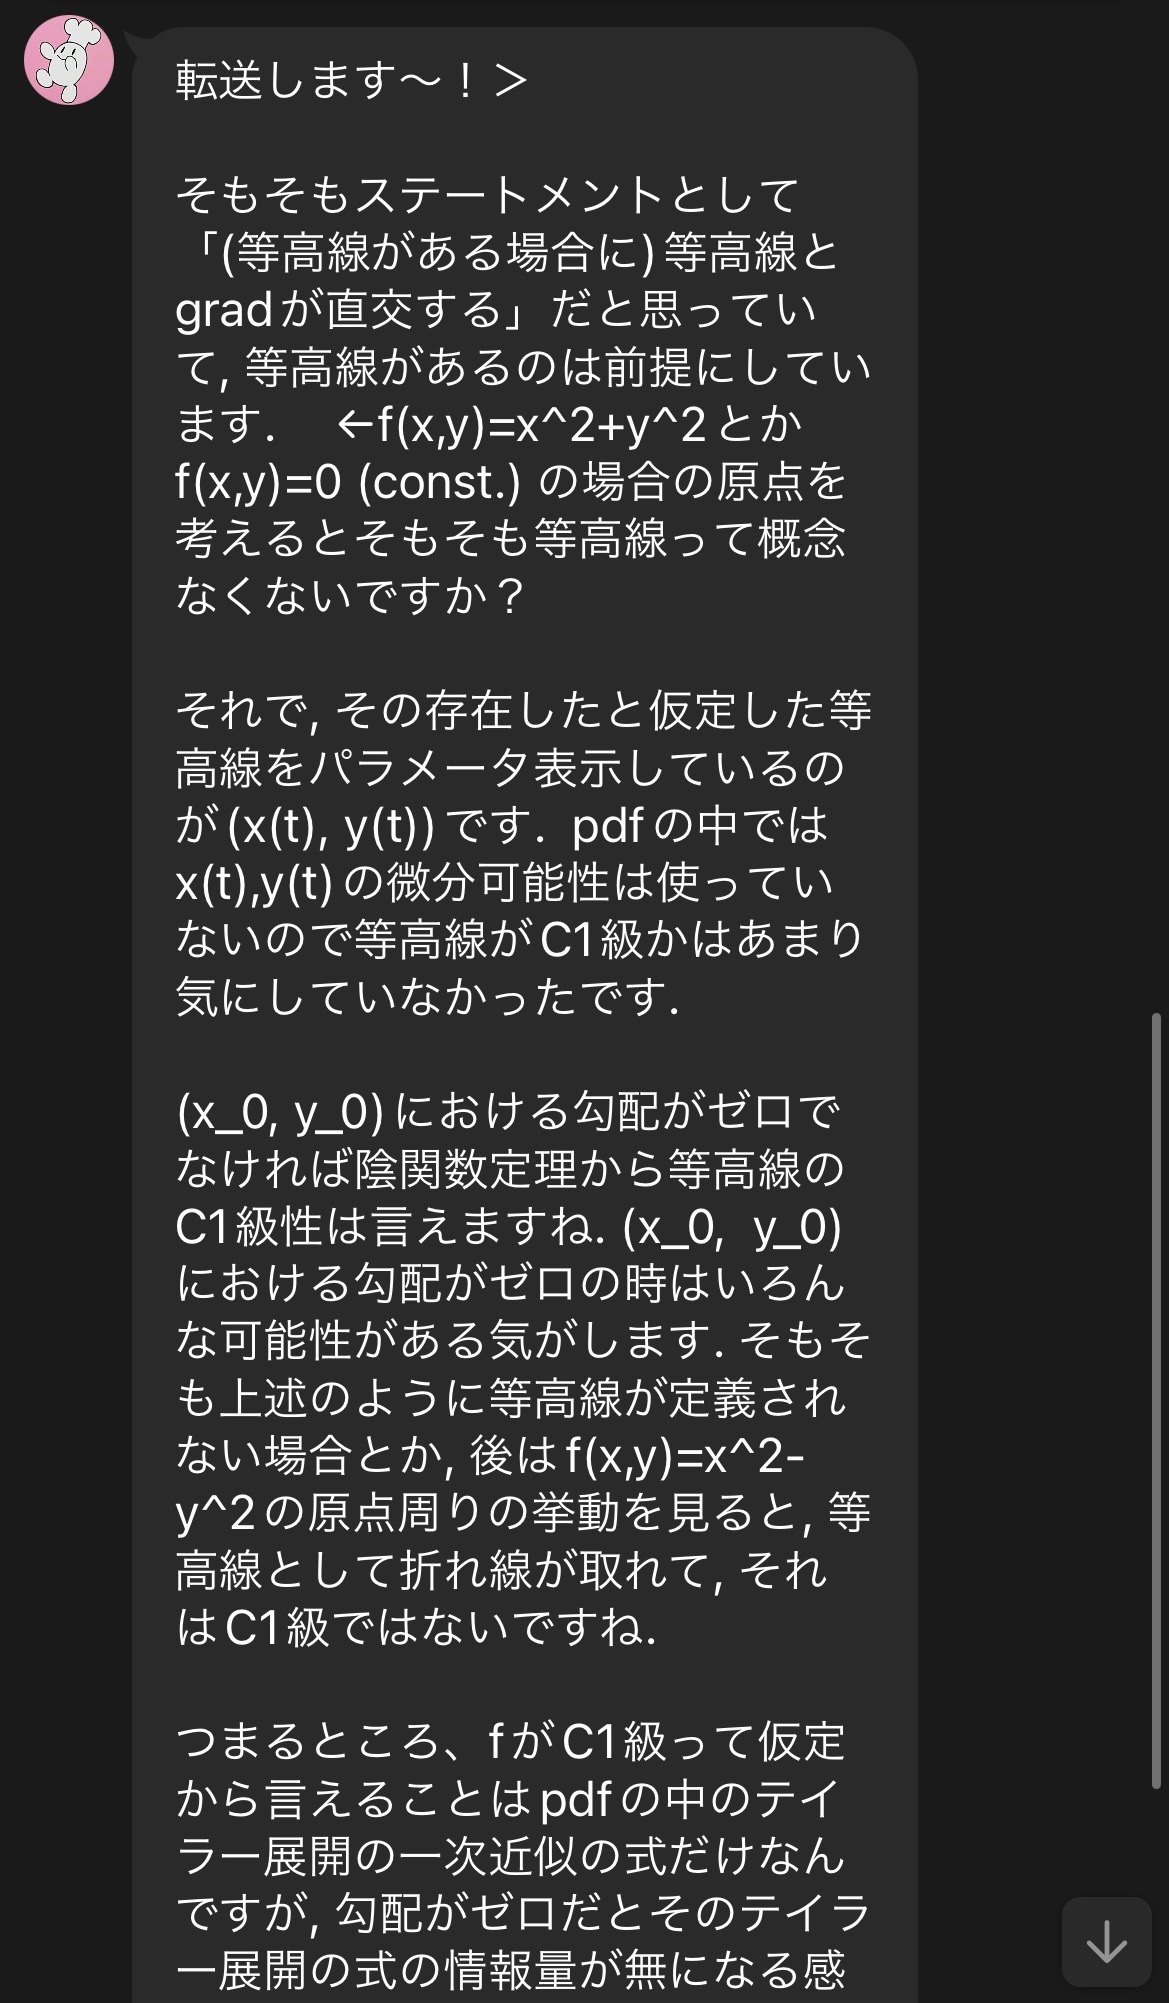 転送します〜！＞
そもそもステートメントとして
「(等高線がある場合に) 等高線と
gradが直交する」だと思ってい
て, 等高線があるのは前提にしてい
ます.　←f(x,y)=x^2+y^2とか
f(x,y)=0 (const.) の場合の原点を
考えるとそもそも等高線って概念
なくないですか？
それで, その存在したと仮定した等
高線をパラメータ表示しているの
が(x(t), y(t))です. pdfの中では
x(t),y(t)の微分可能性は使ってい
ないので等高線がC1級かはあまり
気にしていなかったです.
(x_0, y_0)における勾配がゼロで
なければ陰関数定理から等高線の
C1級性は言えますね. (x_0, y_0)
における勾配がゼロの時はいろん
な可能性がある気がします. そもそ
も上述のように等高線が定義され
ない場合とか, 後はf(x,y)=x^2-
y^2の原点周りの挙動を見ると, 等
高線として折れ線が取れて, それ
はC1級ではないですね.
つまるところ、fがC1級って仮定
から言えることはpdfの中のテイ
ラー展開の一次近似の式だけなん
ですが, 勾配がゼロだとそのテイラ
ー展開の式の情報量が無になる感